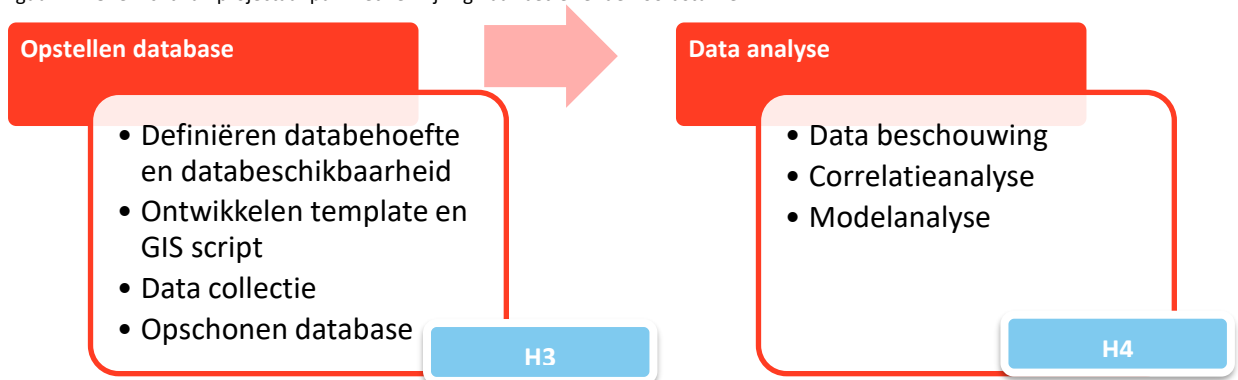 Opstellen database
• Definiëren databehoefte
en databeschikbaarheid
• Ontwikkelen template en
GIS script
• Data collectie
• Opschonen database
H3
Data analyse
• Data beschouwing
• Correlatieanalyse
• Modelanalyse
H4